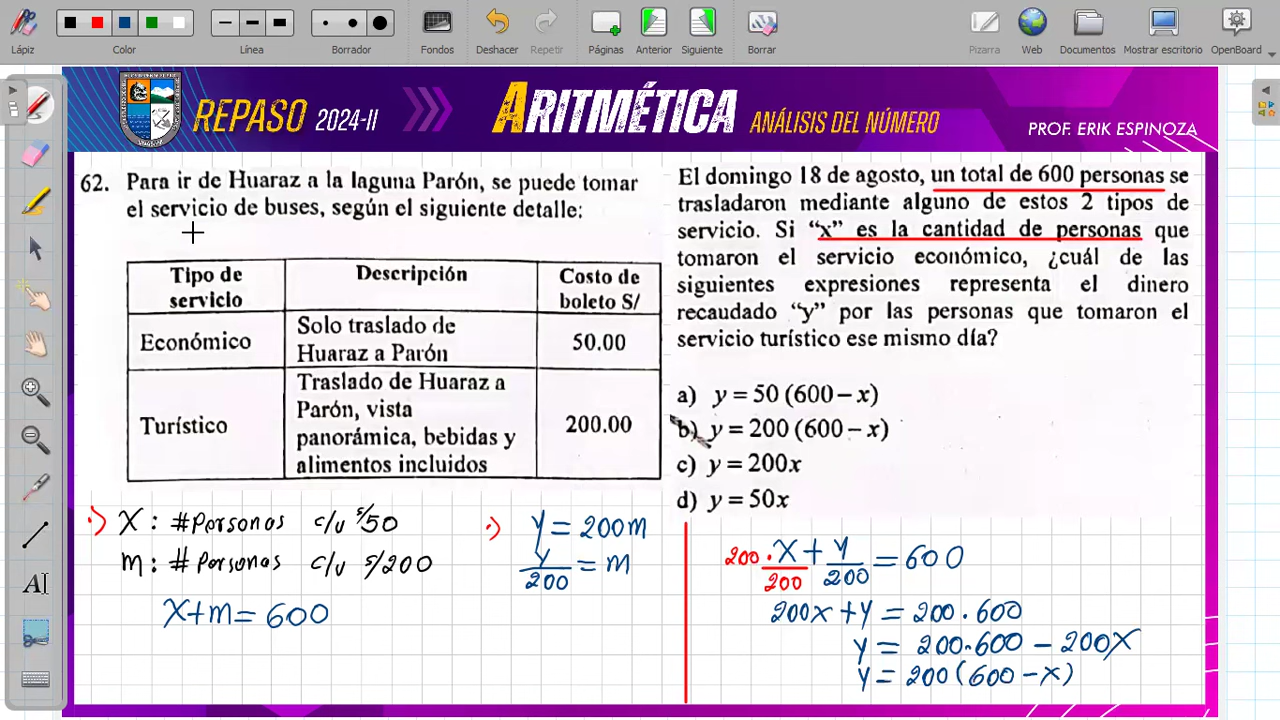 Lápiz
Color
Línea
Borrador
Fondos
Deshacer
Repetir
Páginas
Anterior
Siguiente
Borrar
Pizarra
Web
Documentos
Mostrar escritorio
OpenBoard
REPASO 2024-II
ARITMÉTICA
ANÁLISIS DEL NÚMERO
PROF. ERIK ESPINOZA
62. Para ir de Huaraz a la laguna Parón, se puede tomar
el servicio de buses, según el siguiente detalle:
Tipo de servicio
Descripción
Costo de boleto S/
Económico
Solo traslado de
Huaraz a Parón
50.00
Turístico
Traslado de Huaraz a
Parón, vista
panorámica, bebidas y
alimentos incluidos
200.00
El domingo 18 de agosto, un total de 600 personas se
trasladaron mediante alguno de estos 2 tipos de
servicio. Si “x” es la cantidad de personas que
tomaron el servicio económico, ¿cuál de las
siguientes expresiones representa el dinero
recaudado “y” por las personas que tomaron el
servicio turístico ese mismo día?
a) y = 50 (600 – x)
b) y = 200 (600 – x)
c) y = 200x
d) y = 50x
·) X : #Personas c/u s/50
m : # Personas c/u s/200
X+m = 600
·) y = 200m
y/200 = m
200·X/200 + y/200 = 600
200x + y = 200·600
y = 200·600 – 200X
y = 200(600 – x)
AI